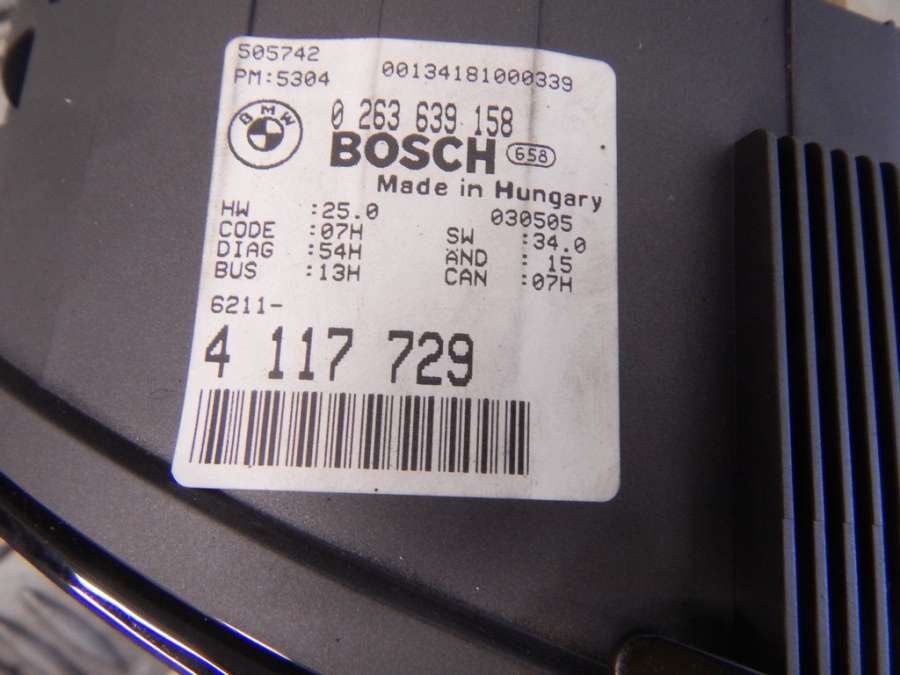 505742
PM:5304 00134181000339
BMW
0 263 639 158
BOSCH 658
Made in Hungary
HW :25.0 030505
CODE :07H SW :34.0
DIAG :54H AND : 15
BUS :13H CAN :07H
6211-
4 117 729